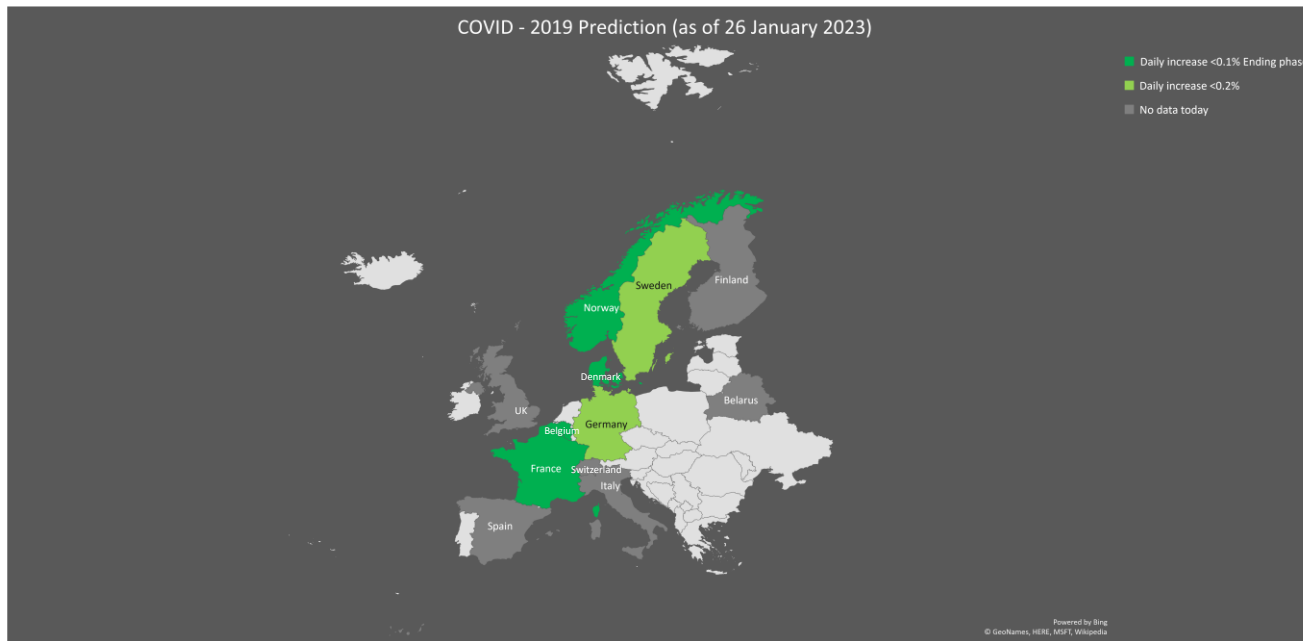 COVID - 2019 Prediction (as of 26 January 2023)
Daily increase <0.1% Ending phase
Daily increase <0.2%
No data today
Finland
Sweden
Norway
Denmark
Belarus
UK
Germany
Belgium
France
Switzerland
Italy
Spain
Powered by Bing
© GeoNames, HERE, MSFT, Wikipedia